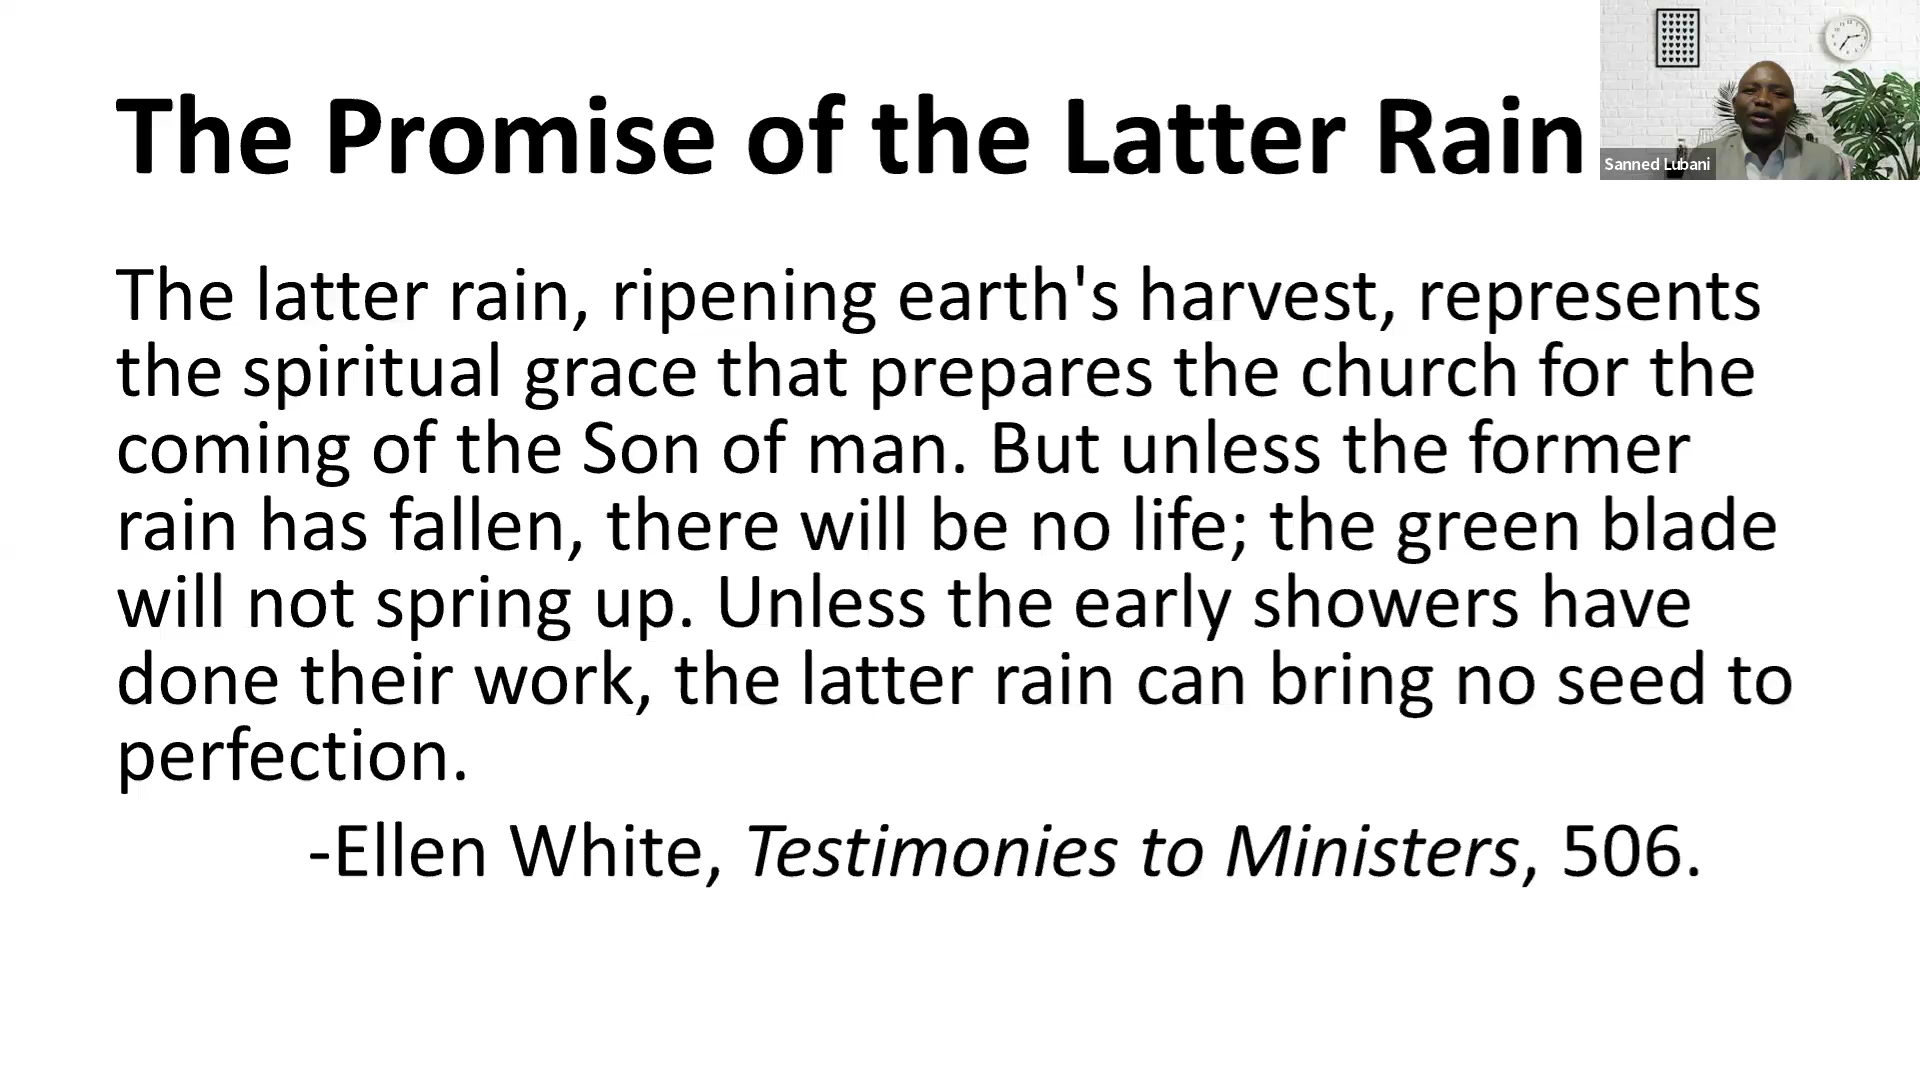 The Promise of the Latter Rain
Sanned Lubani
The latter rain, ripening earth's harvest, represents
the spiritual grace that prepares the church for the
coming of the Son of man. But unless the former
rain has fallen, there will be no life; the green blade
will not spring up. Unless the early showers have
done their work, the latter rain can bring no seed to
perfection.
-Ellen White, Testimonies to Ministers, 506.